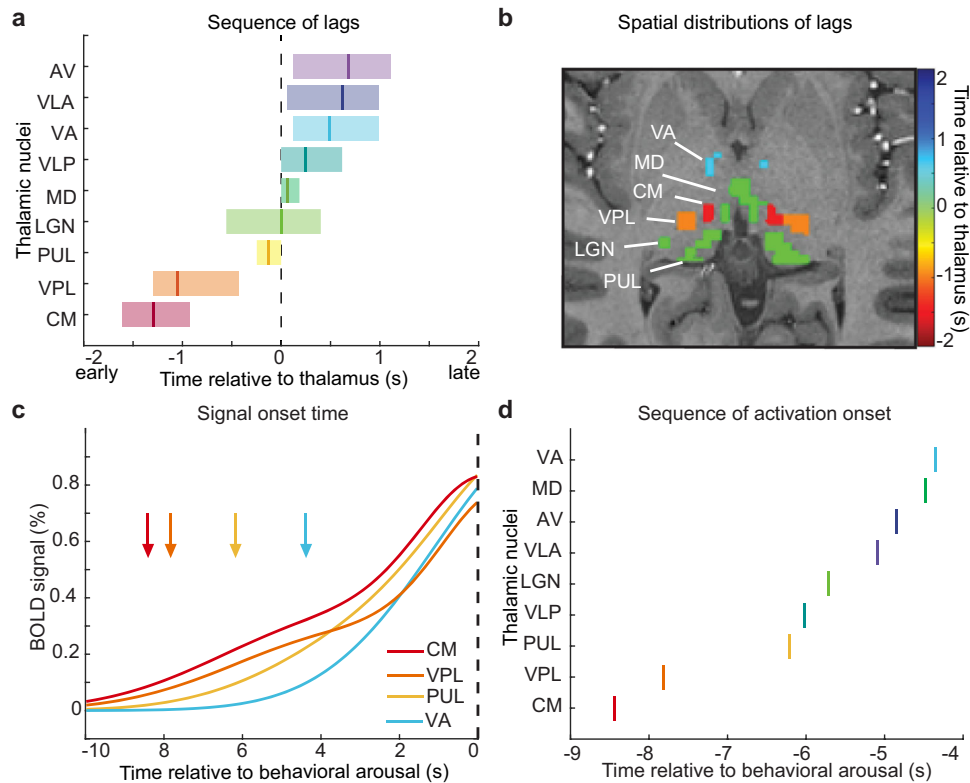 a
Sequence of lags
Thalamic nuclei
AV
VLA
VA
VLP
MD
LGN
PUL
VPL
CM
-2 -1 0 1 2
early Time relative to thalamus (s) late
b
Spatial distributions of lags
VA
MD
CM
VPL
LGN
PUL
2
1
0
-1
-2
Time relative to thalamus (s)
c
Signal onset time
BOLD signal (%)
0.8
0.6
0.4
0.2
0
CM
VPL
PUL
VA
-10 8 6 4 2 0
Time relative to behavioral arousal (s)
d
Sequence of activation onset
Thalamic nuclei
VA
MD
AV
VLA
LGN
VLP
PUL
VPL
CM
-9 -8 -7 -6 -5 -4
Time relative to behavioral arousal (s)